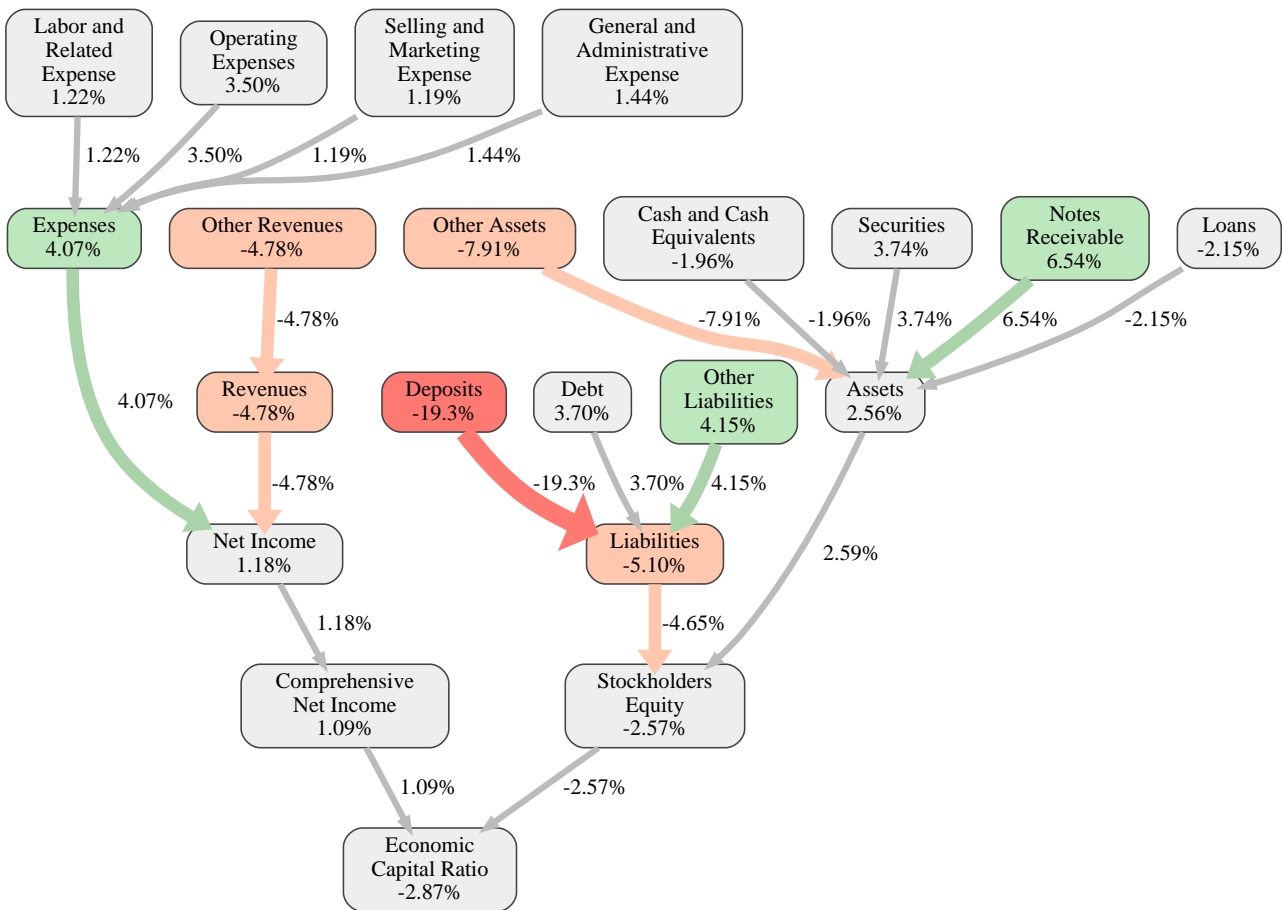 Labor and
Related
Expense
1.22%
Operating
Expenses
3.50%
Selling and
Marketing
Expense
1.19%
General and
Administrative
Expense
1.44%
1.22%
3.50%
1.19%
1.44%
Expenses
4.07%
Other Revenues
-4.78%
Other Assets
-7.91%
Cash and Cash
Equivalents
-1.96%
Securities
3.74%
Notes
Receivable
6.54%
Loans
-2.15%
-4.78%
-7.91%
-1.96%
3.74%
6.54%
-2.15%
4.07%
Revenues
-4.78%
Deposits
-19.3%
Debt
3.70%
Other
Liabilities
4.15%
Assets
2.56%
-4.78%
-19.3%
3.70%
4.15%
2.59%
Net Income
1.18%
Liabilities
-5.10%
1.18%
-4.65%
Comprehensive
Net Income
1.09%
Stockholders
Equity
-2.57%
1.09%
-2.57%
Economic
Capital Ratio
-2.87%